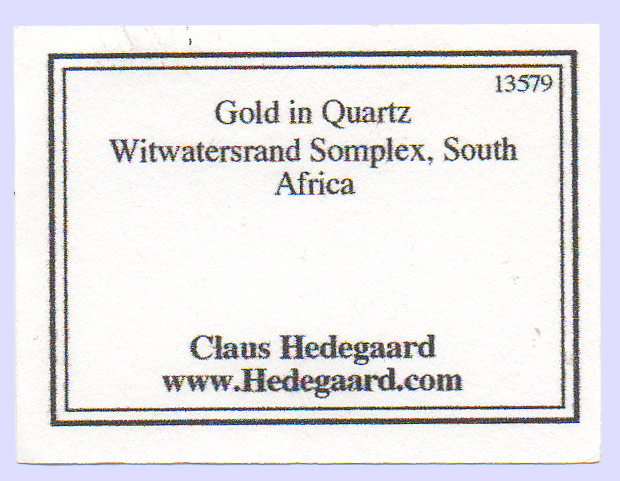 13579
Gold in Quartz
Witwatersrand Somplex, South
Africa
Claus Hedegaard
www.Hedegaard.com